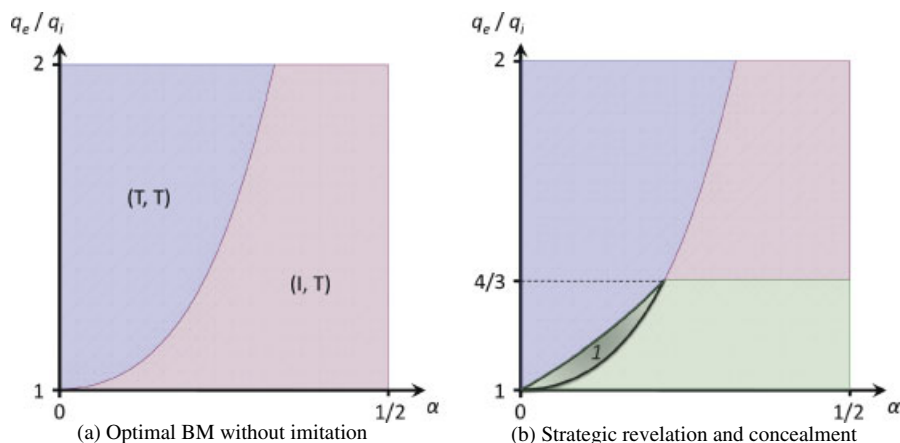 q_e / q_i
2
(T, T)
(I, T)
1
0
1/2
α
(a) Optimal BM without imitation
q_e / q_i
2
4/3
1
1
0
1/2
α
(b) Strategic revelation and concealment